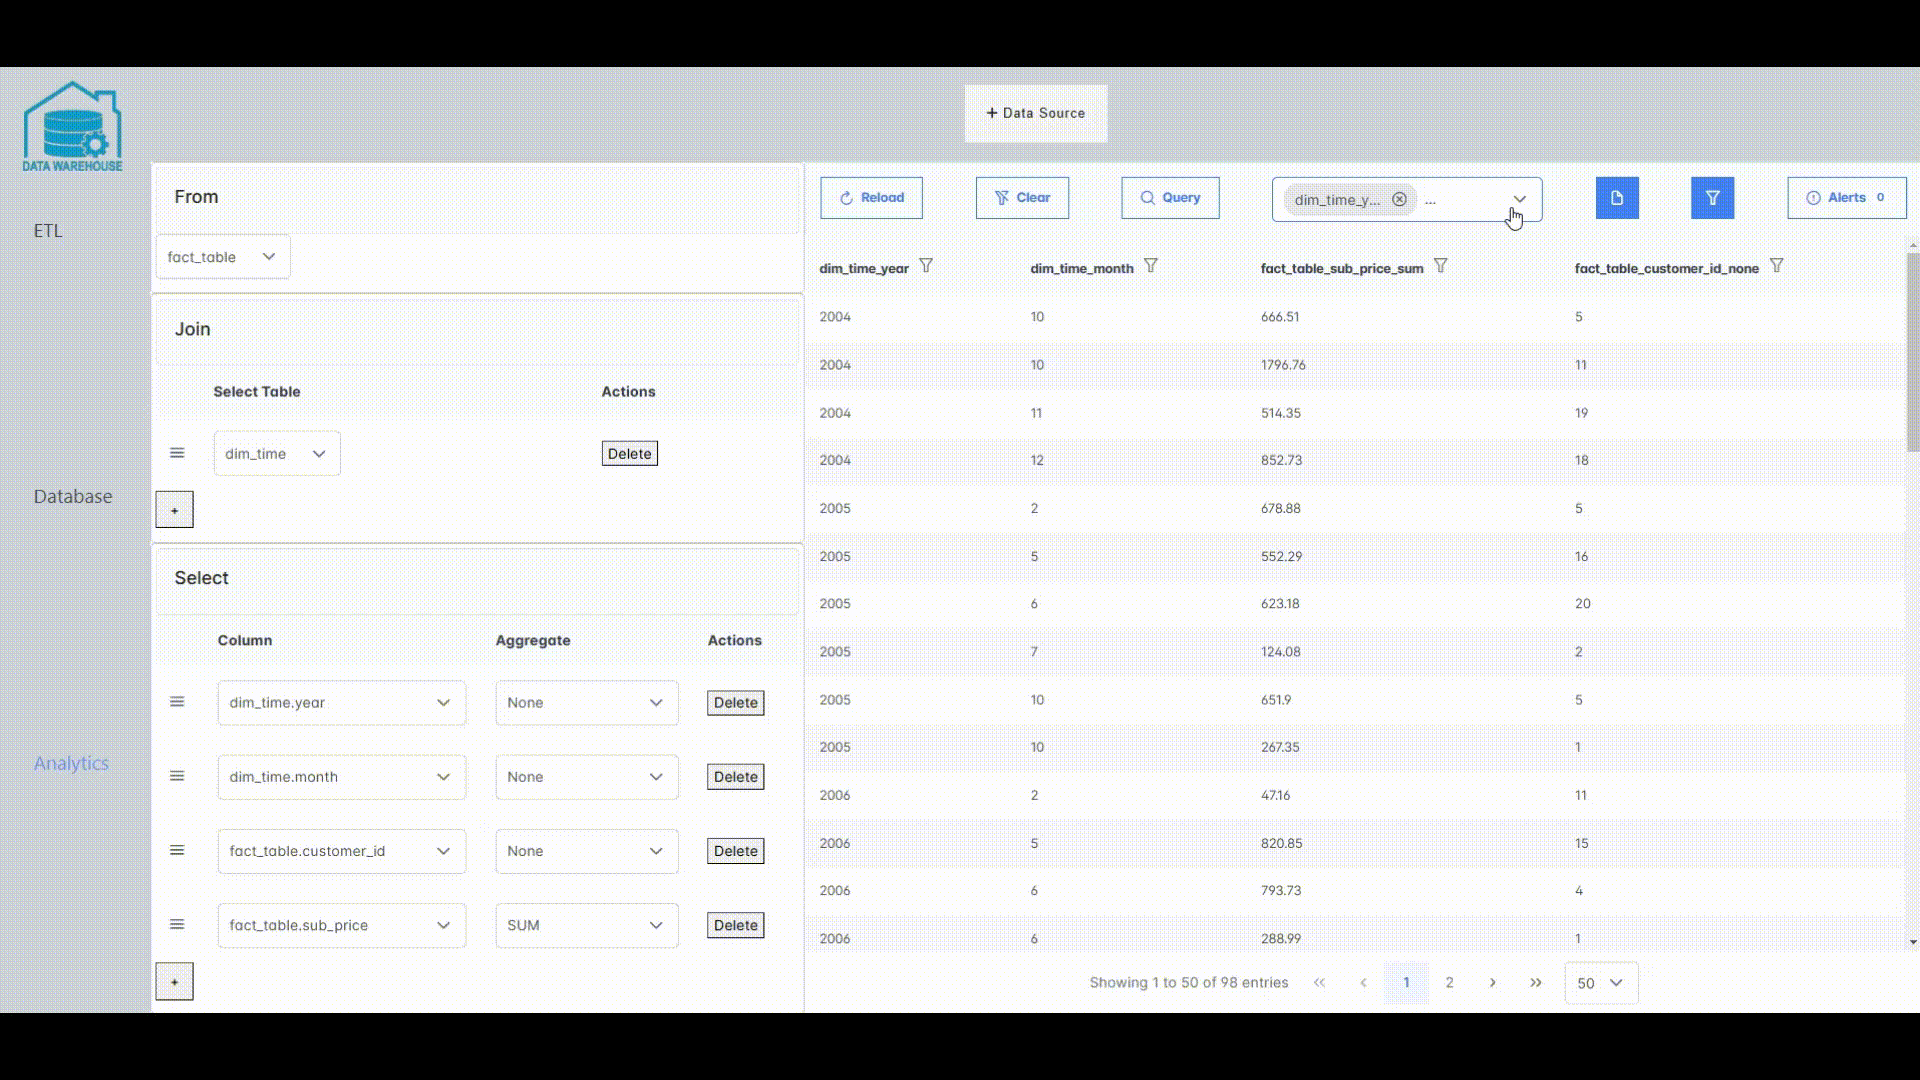 DATA WAREHOUSE
+ Data Source
ETL
Database
Analytics
From
fact_table
Join
Select Table Actions
dim_time Delete
+
Select
Column Aggregate Actions
dim_time.year None Delete
dim_time.month None Delete
fact_table.customer_id None Delete
fact_table.sub_price SUM Delete
+
Reload Clear Query dim_time_y... ... Alerts 0
dim_time_year dim_time_month fact_table_sub_price_sum fact_table_customer_id_none
2004 10 666.51 5
2004 10 1796.76 11
2004 11 514.35 19
2004 12 852.73 18
2005 2 678.88 5
2005 5 552.29 16
2005 6 623.18 20
2005 7 124.08 2
2005 10 651.9 5
2005 10 267.35 1
2006 2 47.16 11
2006 5 820.85 15
2006 6 793.73 4
2006 6 288.99 1
Showing 1 to 50 of 98 entries « ‹ 1 2 › » 50